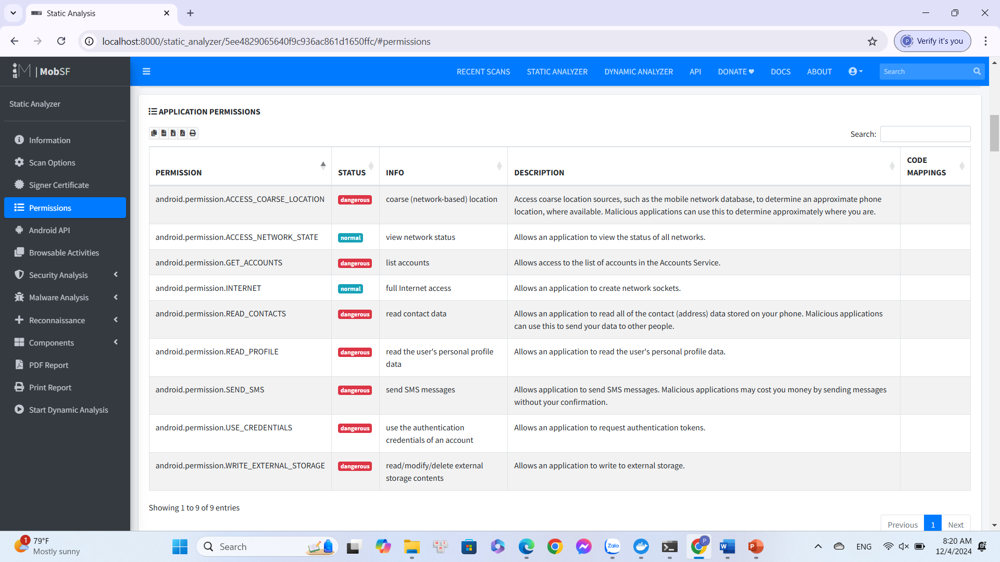 Static Analysis
localhost:8000/static_analyzer/5ee4829065640f9c936ac861d1650ffc/#permissions
P
Verify it's you
M | MobSF
RECENT SCANS
STATIC ANALYZER
DYNAMIC ANALYZER
API
DONATE
DOCS
ABOUT
Search
Static Analyzer
Information
Scan Options
Signer Certificate
Permissions
Android API
Browsable Activities
Security Analysis
Malware Analysis
Reconnaissance
Components
PDF Report
Print Report
Start Dynamic Analysis
APPLICATION PERMISSIONS
Search:
PERMISSION
STATUS
INFO
DESCRIPTION
CODE
MAPPINGS
android.permission.ACCESS_COARSE_LOCATION
dangerous
coarse (network-based) location
Access coarse location sources, such as the mobile network database, to determine an approximate phone
location, where available. Malicious applications can use this to determine approximately where you are.
android.permission.ACCESS_NETWORK_STATE
normal
view network status
Allows an application to view the status of all networks.
android.permission.GET_ACCOUNTS
dangerous
list accounts
Allows access to the list of accounts in the Accounts Service.
android.permission.INTERNET
normal
full Internet access
Allows an application to create network sockets.
android.permission.READ_CONTACTS
dangerous
read contact data
Allows an application to read all of the contact (address) data stored on your phone. Malicious applications
can use this to send your data to other people.
android.permission.READ_PROFILE
dangerous
read the user's personal profile
data
Allows an application to read the user's personal profile data.
android.permission.SEND_SMS
dangerous
send SMS messages
Allows application to send SMS messages. Malicious applications may cost you money by sending messages
without your confirmation.
android.permission.USE_CREDENTIALS
dangerous
use the authentication
credentials of an account
Allows an application to request authentication tokens.
android.permission.WRITE_EXTERNAL_STORAGE
dangerous
read/modify/delete external
storage contents
Allows an application to write to external storage.
Showing 1 to 9 of 9 entries
Previous
1
Next
1
79°F
Mostly sunny
Search
Zalo
P
W
P
ENG
8:20 AM
12/4/2024